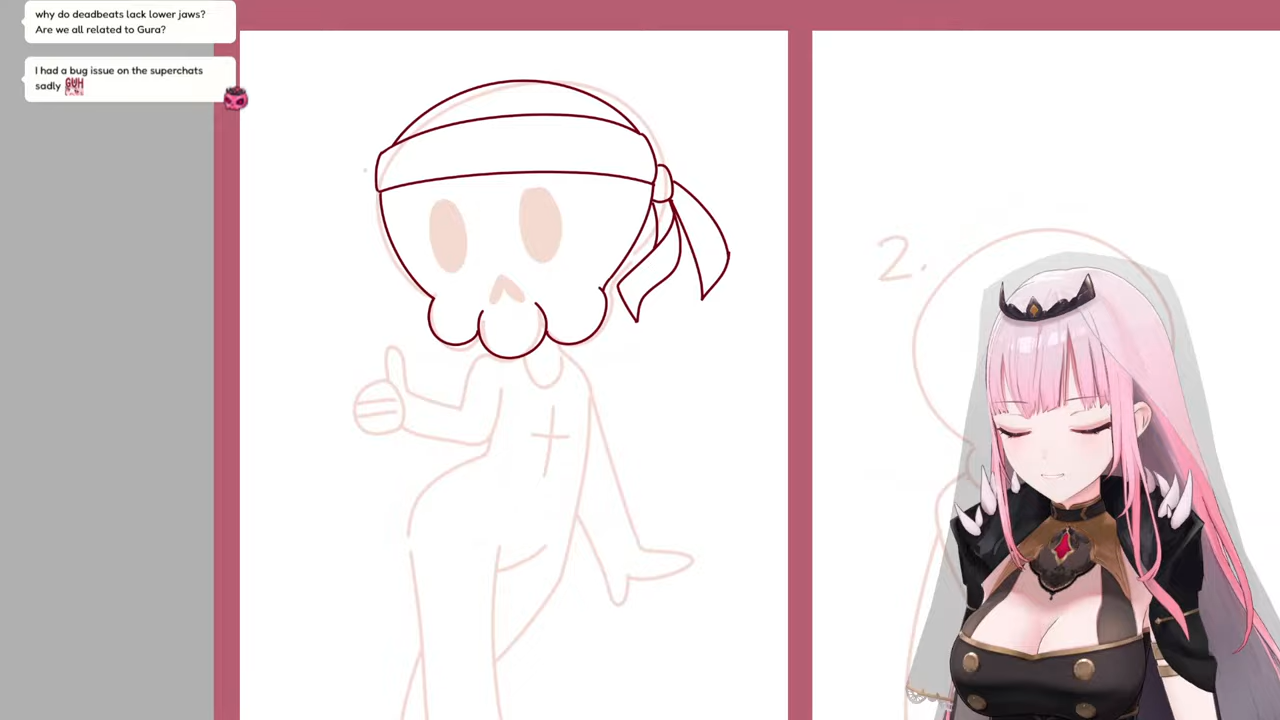 why do deadbeats lack lower jaws?
Are we all related to Gura?
I had a bug issue on the superchats
sadly GUH
2.